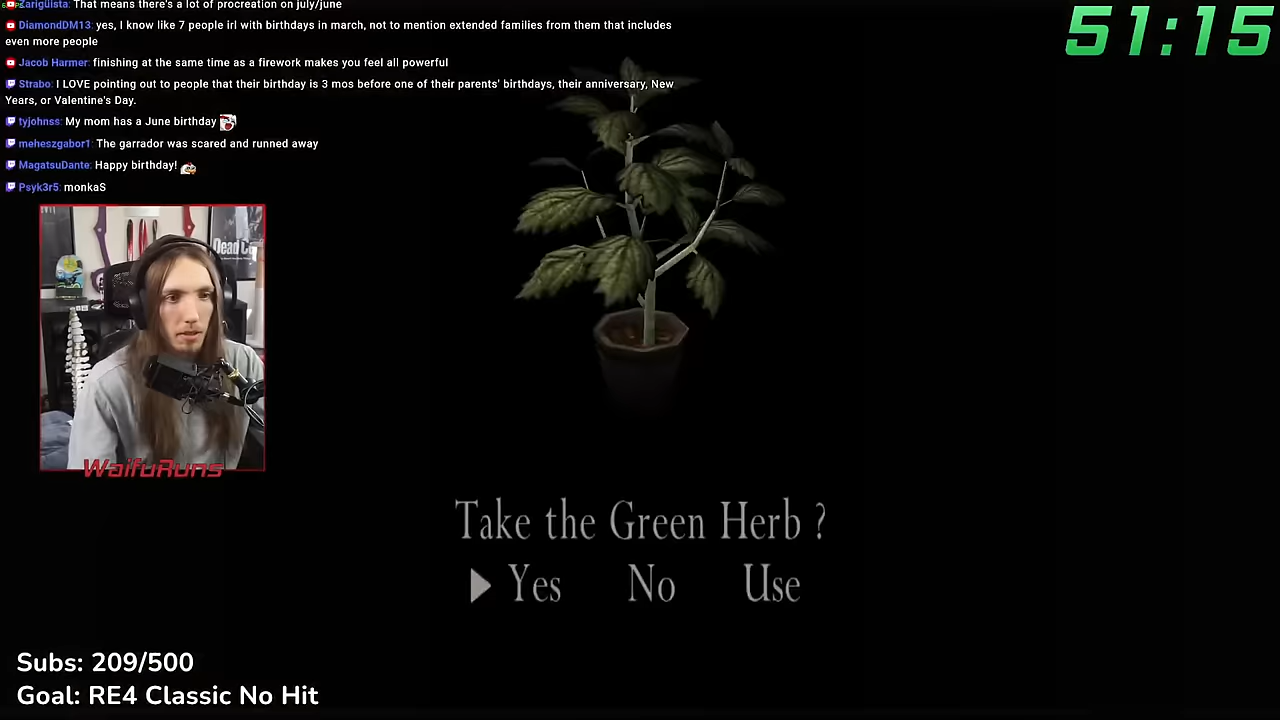 Zarigüista: That means there's a lot of procreation on july/june
DiamondDM13: yes, I know like 7 people irl with birthdays in march, not to mention extended families from them that includes
even more people
Jacob Harmer: finishing at the same time as a firework makes you feel all powerful
Strabo: I LOVE pointing out to people that their birthday is 3 mos before one of their parents' birthdays, their anniversary, New
Years, or Valentine's Day.
tyjohnss: My mom has a June birthday
meheszgabor1: The garrador was scared and runned away
MagatsuDante: Happy birthday!
Psyk3r5: monkaS
51:15
Dead
WaifuRuns
Take the Green Herb ?
Yes No Use
Subs: 209/500
Goal: RE4 Classic No Hit